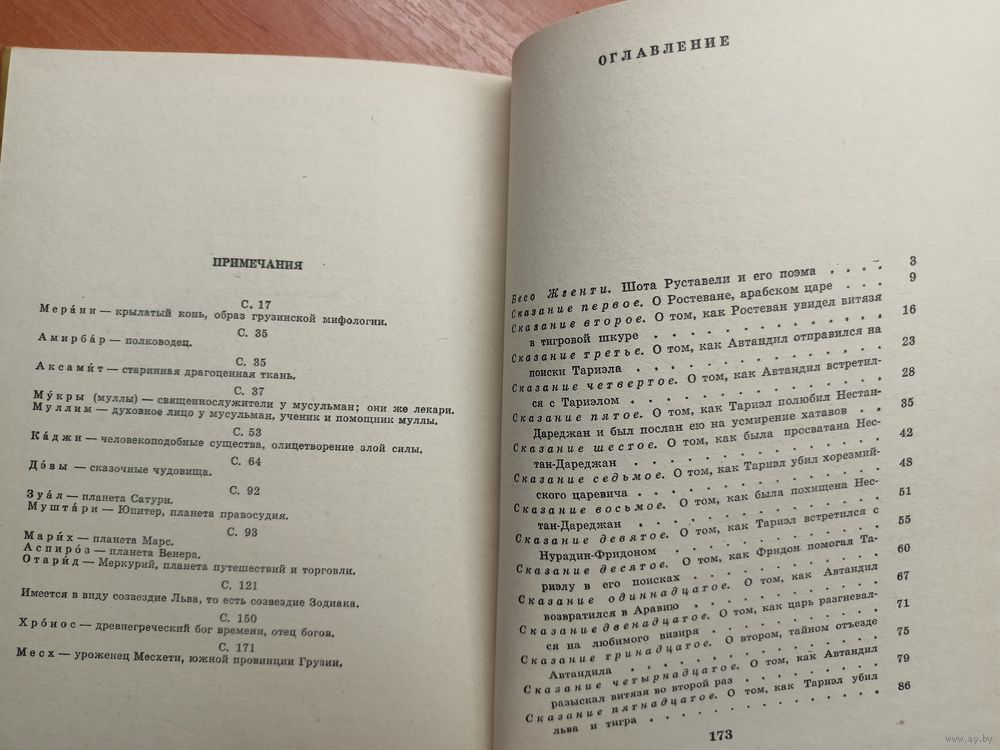 ПРИМЕЧАНИЯ
С. 17
Мера́ни — крылатый конь, образ грузинской мифологии.
С. 35
Амирба́р — полководец.
С. 35
Аксами́т — старинная драгоценная ткань.
С. 37
Му́кры (муллы) — священнослужители у мусульман; они же лекари.
Муллим — духовное лицо у мусульман, ученик и помощник муллы.
С. 53
Ка́джи — человекоподобные существа, олицетворение злой силы.
С. 64
Дэ́вы — сказочные чудовища.
С. 92
Зуа́л — планета Сатурн.
Мушта́ри — Юпитер, планета правосудия.
С. 93
Мари́х — планета Марс.
Аспиро́з — планета Венера.
Отари́д — Меркурий, планета путешествий и торговли.
С. 121
Имеется в виду созвездие Льва, то есть созвездие Зодиака.
С. 150
Хро́нос — древнегреческий бог времени, отец богов.
С. 171
Месх — уроженец Месхети, южной провинции Грузии.
ОГЛАВЛЕНИЕ
Бесо Жгенти. Шота Руставели и его поэма . . . . 3
Сказание первое. О Ростеване, арабском царе . . . 9
Сказание второе. О том, как Ростеван увидел витязя
в тигровой шкуре . . . . . . . . . . 16
Сказание третье. О том, как Автандил отправился на
поиски Тариэла . . . . . . . . . . 23
Сказание четвертое. О том, как Автандил встретил-
ся с Тариэлом . . . . . . . . . . 28
Сказание пятое. О том, как Тариэл полюбил Нестан-
Дареджан и был послан ею на усмирение хатавов . . 35
Сказание шестое. О том, как была просватана Нес-
тан-Дареджан . . . . . . . . . . 42
Сказание седьмое. О том, как Тариэл убил хорезмий-
ского царевича . . . . . . . . . . 48
Сказание восьмое. О том, как была похищена Нес-
тан-Дареджан . . . . . . . . . . 51
Сказание девятое. О том, как Тариэл встретился с
Нурадин-Фридоном . . . . . . . . . 55
Сказание десятое. О том, как Фридон помогал Та-
риэлу в его поисках . . . . . . . . 60
Сказание одиннадцатое. О том, как Автандил
возвратился в Аравию . . . . . . . . 67
Сказание двенадцатое. О том, как царь разгневал-
ся на любимого визиря . . . . . . . . 71
Сказание тринадцатое. О втором, тайном отъезде
Автандила . . . . . . . . . . 75
Сказание четырнадцатое. О том, как Автандил
разыскал витязя во второй раз . . . . . . 79
Сказание пятнадцатое. О том, как Тариэл убил
льва и тигра . . . . . . . . . . 86
173
www.ay.by